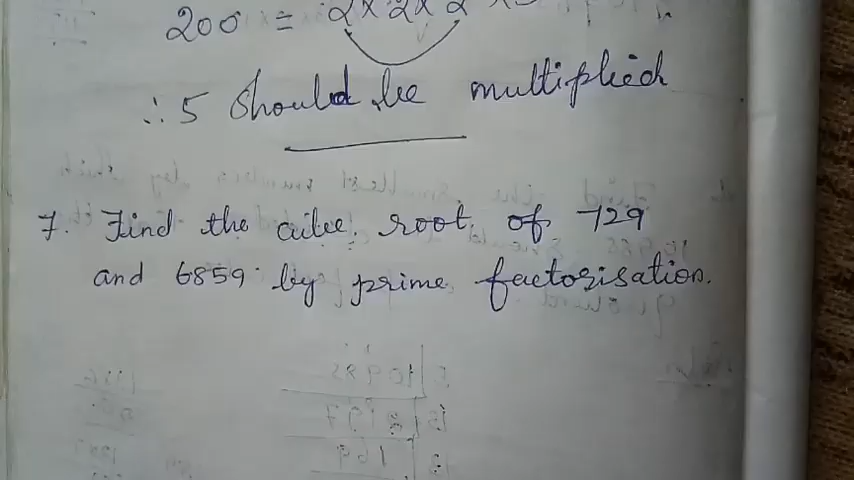 200 = 2 × 2 × 2 ×
∴ 5 should be multiplied
7. Find the cube root of 729
and 6859 by prime factorisation.